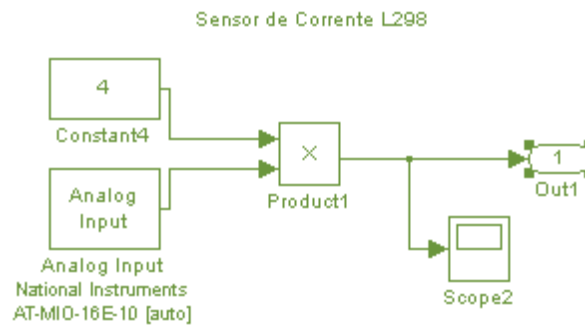 Sensor de Corrente L298
4
Constant4
Analog
Input
Analog Input
National Instruments
AT-MIO-16E-10 [auto]
×
Product1
1
Out1
Scope2